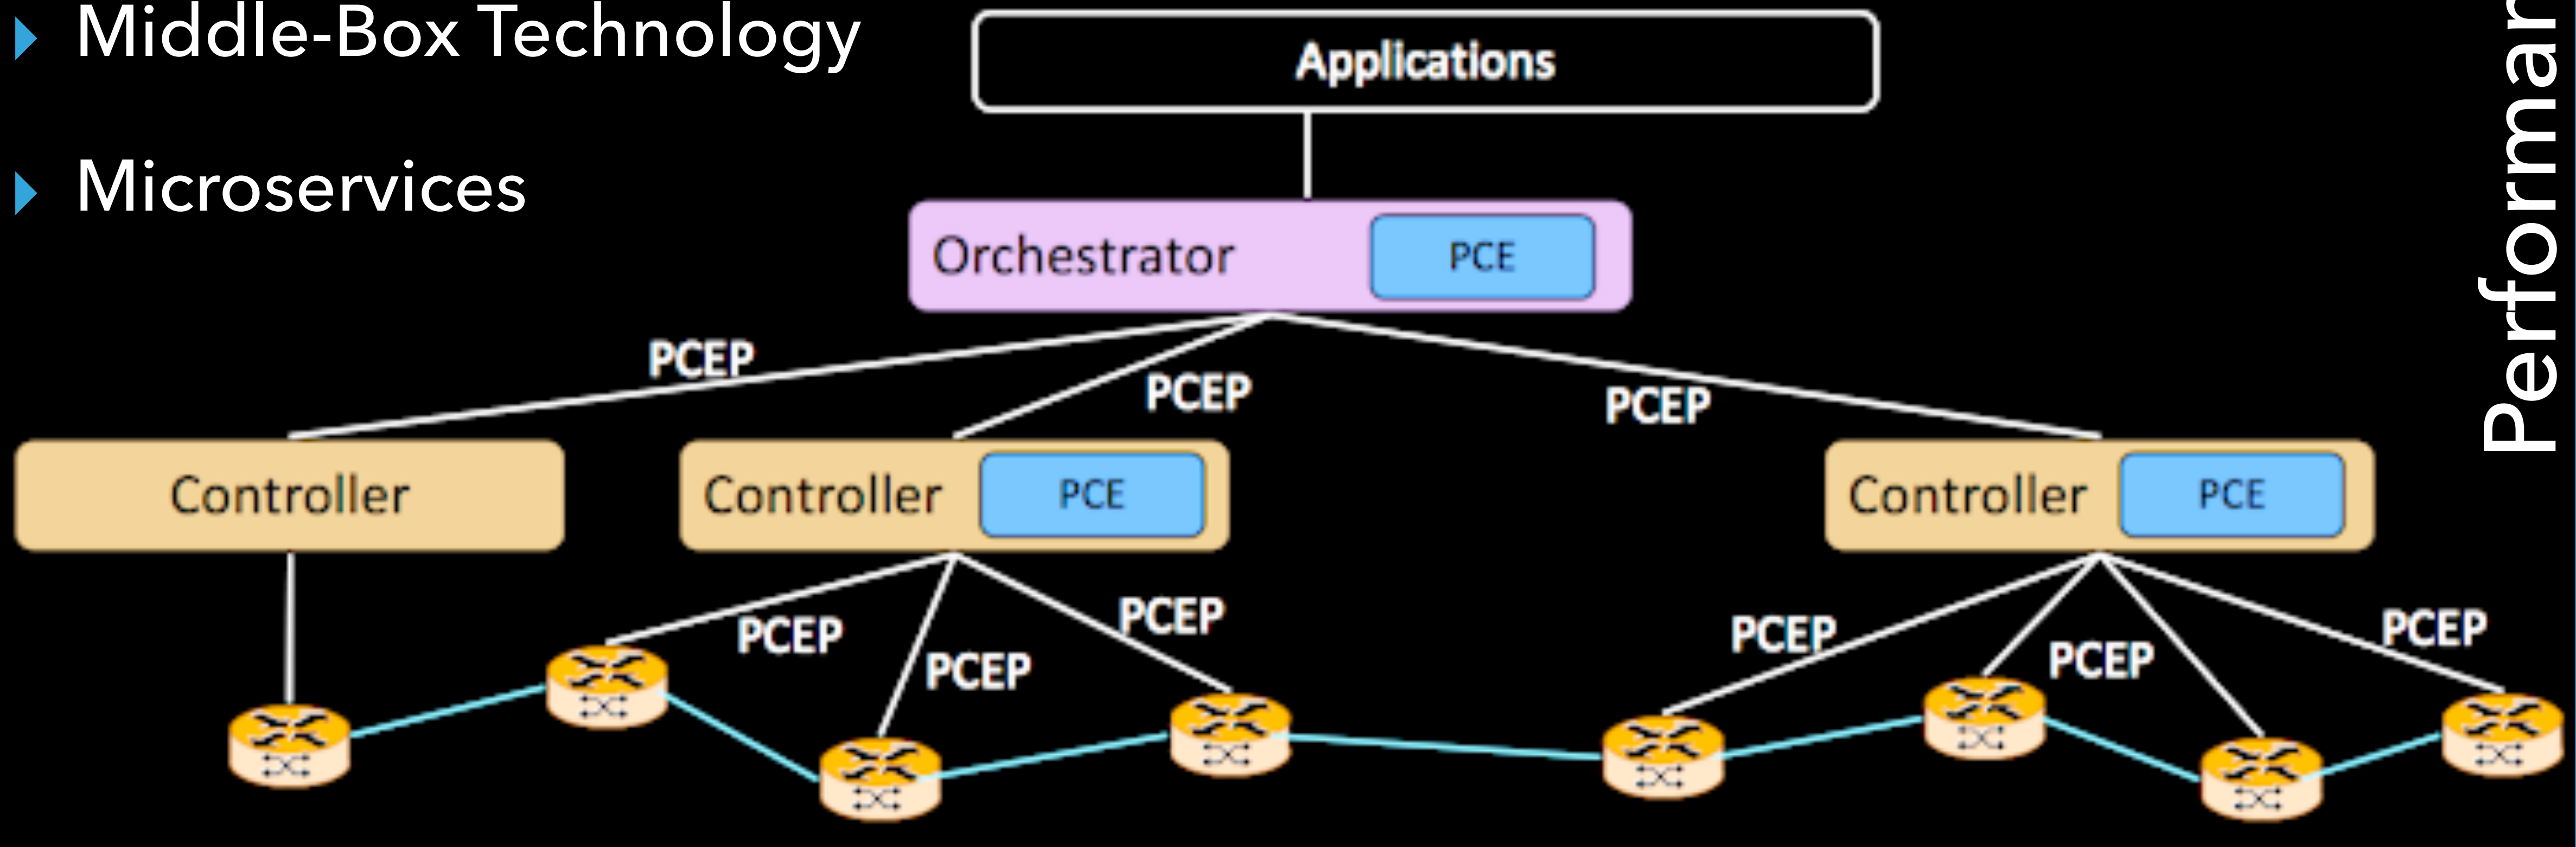 Middle-Box Technology
Microservices
Applications
Orchestrator
PCE
PCEP
PCEP
PCEP
Controller
Controller
PCE
Controller
PCE
PCEP
PCEP
PCEP
PCEP
PCEP
PCEP